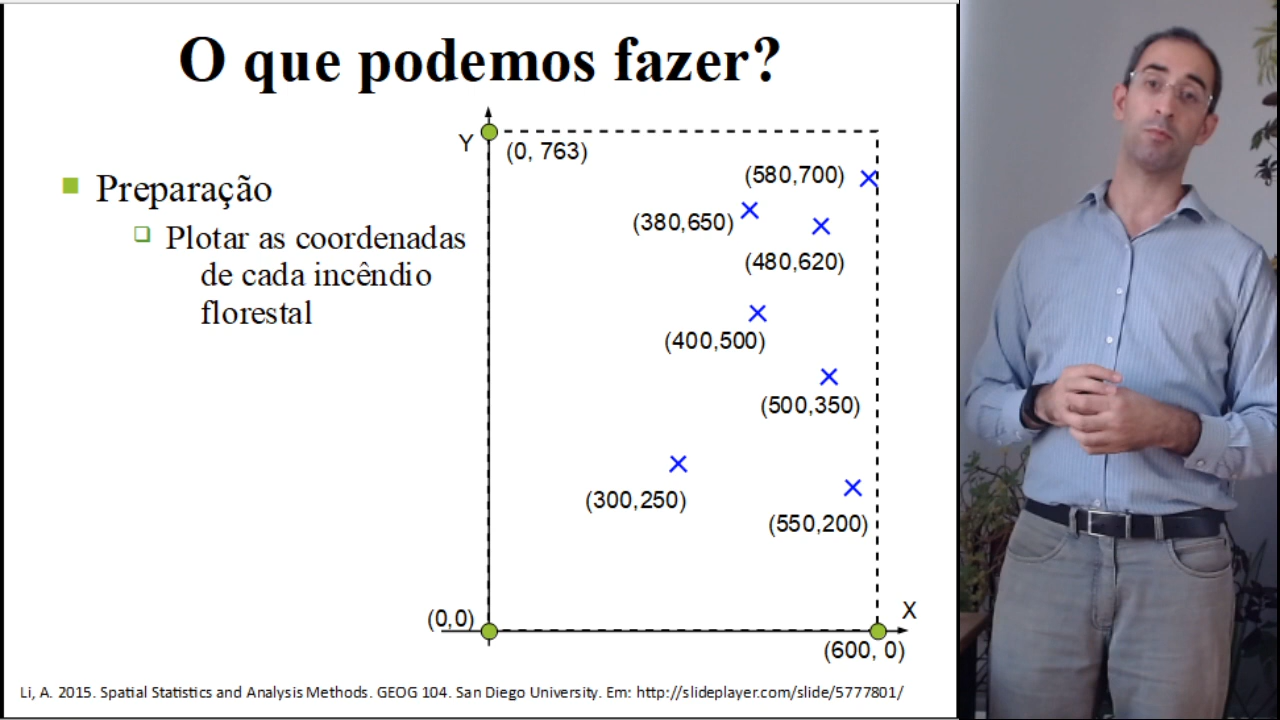 O que podemos fazer?
Preparação
Plotar as coordenadas
de cada incêndio
florestal
Y
(0, 763)
(580,700)
(380,650)
(480,620)
(400,500)
(500,350)
(300,250)
(550,200)
(0,0)
X
(600, 0)
Li, A. 2015. Spatial Statistics and Analysis Methods. GEOG 104. San Diego University. Em: http://slideplayer.com/slide/5777801/